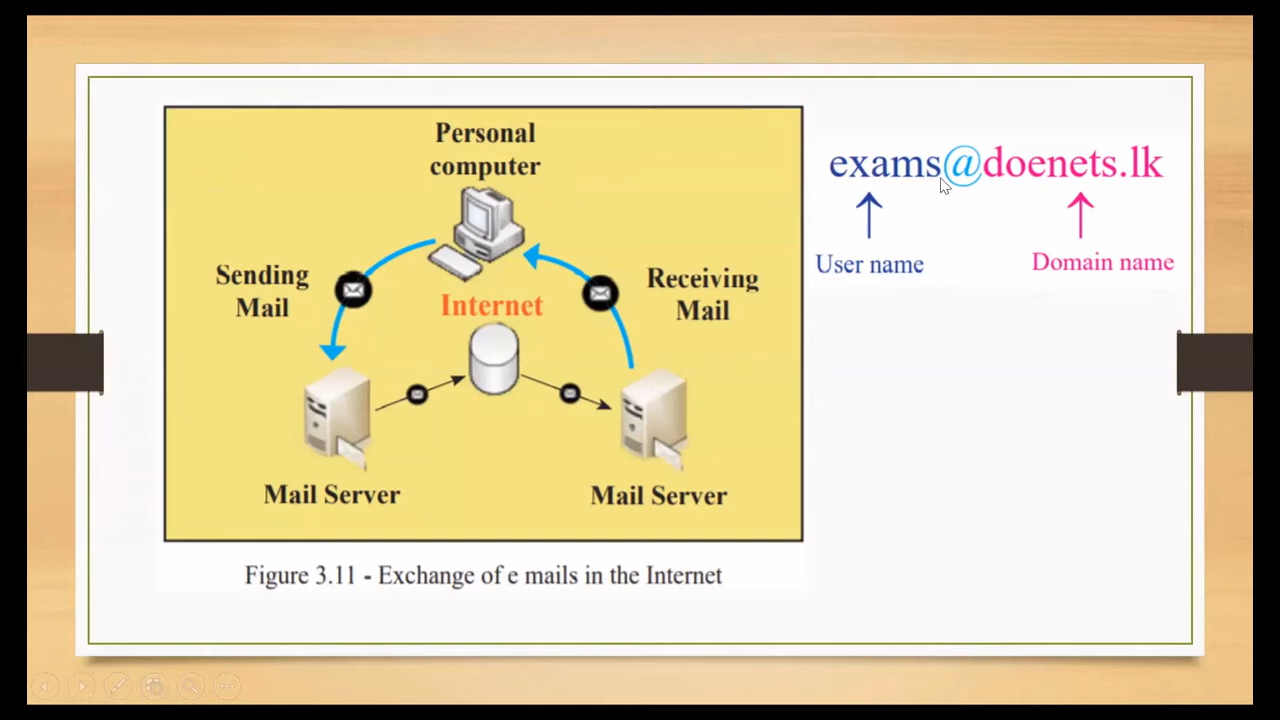 Personal
computer
Sending
Mail
Internet
Receiving
Mail
Mail Server
Mail Server
Figure 3.11 - Exchange of e mails in the Internet
exams@doenets.lk
User name
Domain name